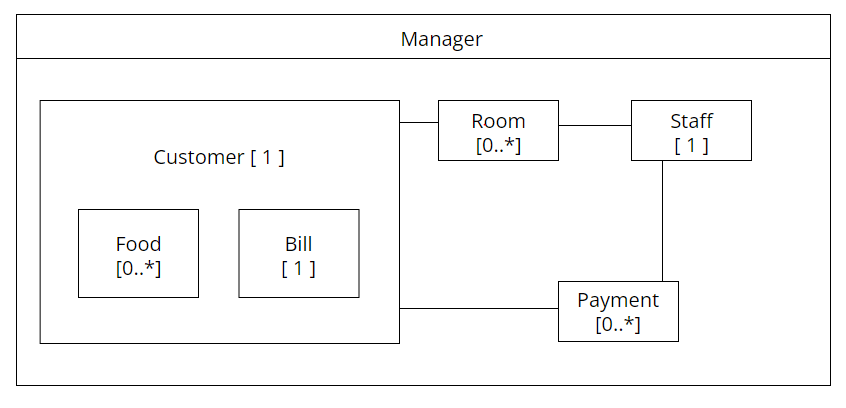 Manager
Customer [ 1 ]
Room
[0..*]
Staff
[ 1 ]
Food
[0..*]
Bill
[ 1 ]
Payment
[0..*]